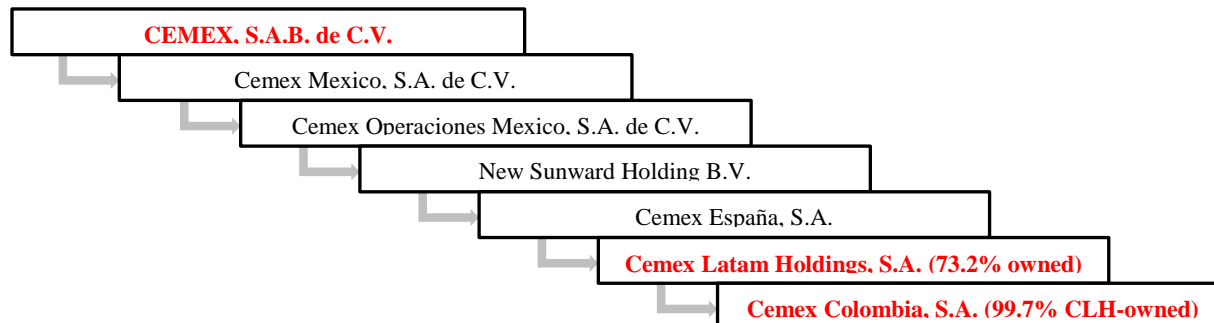 CEMEX, S.A.B. de C.V.
Cemex Mexico, S.A. de C.V.
Cemex Operaciones Mexico, S.A. de C.V.
New Sunward Holding B.V.
Cemex España, S.A.
Cemex Latam Holdings, S.A. (73.2% owned)
Cemex Colombia, S.A. (99.7% CLH-owned)